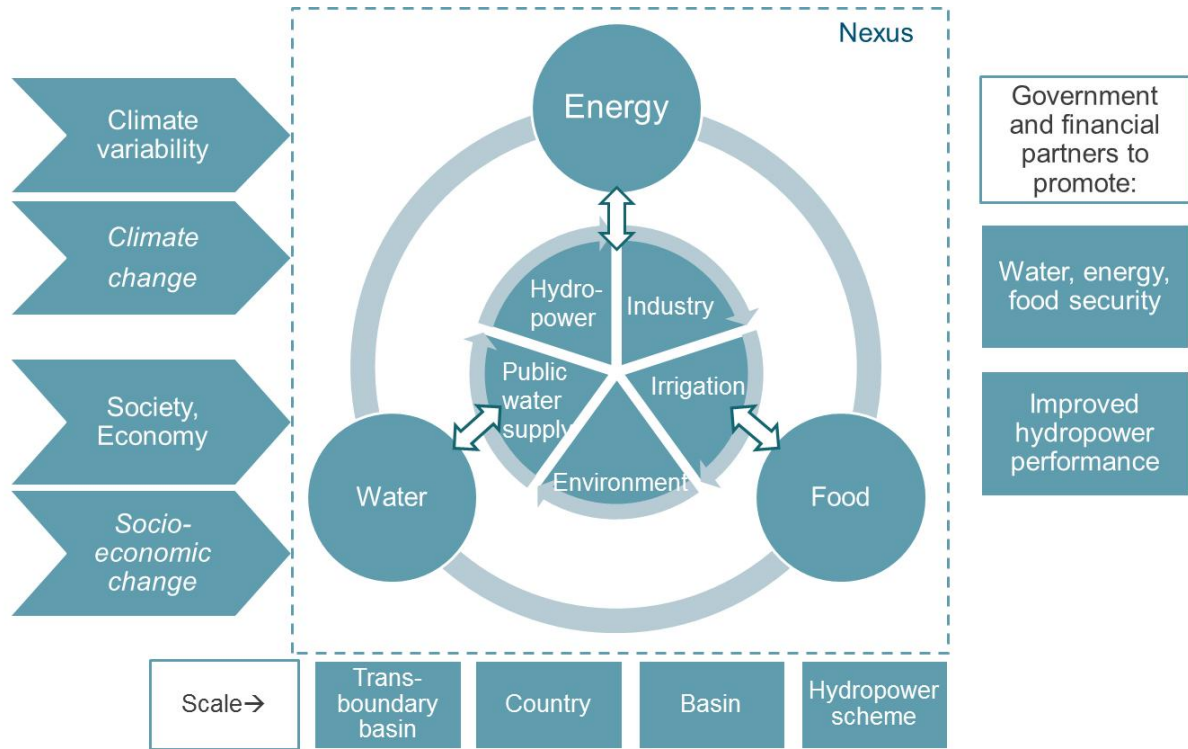 Nexus
Climate
variability
Climate
change
Society,
Economy
Socio-
economic
change
Energy
Hydro-
power
Industry
Public
water
supply
Irrigation
Environment
Water
Food
Government
and financial
partners to
promote:
Water, energy,
food security
Improved
hydropower
performance
Scale→
Trans-
boundary
basin
Country
Basin
Hydropower
scheme